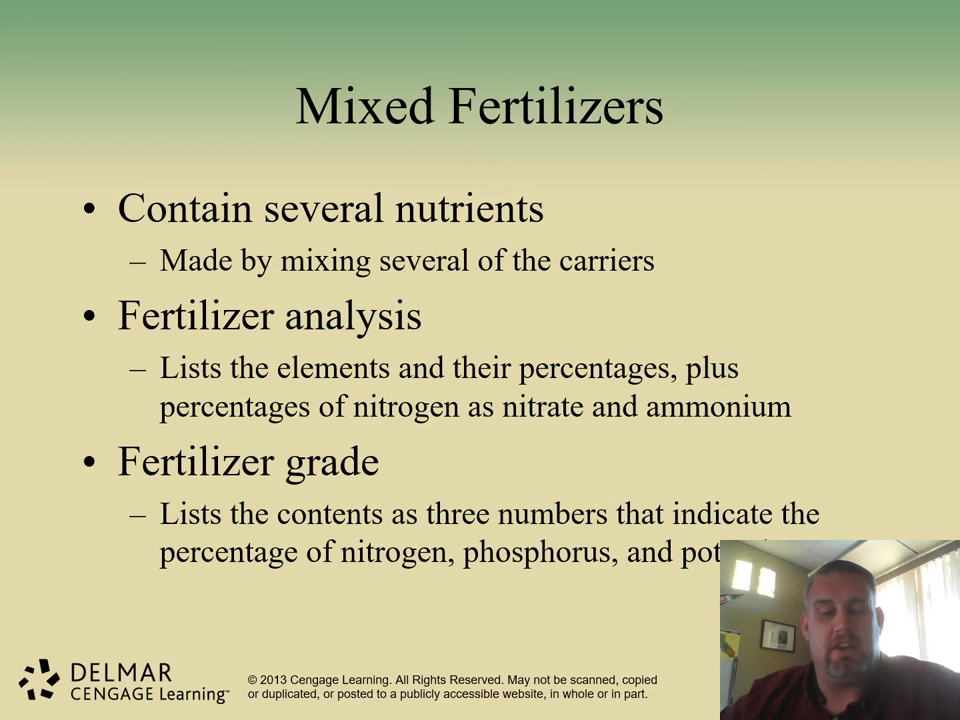 Mixed Fertilizers
• Contain several nutrients
– Made by mixing several of the carriers
• Fertilizer analysis
– Lists the elements and their percentages, plus
percentages of nitrogen as nitrate and ammonium
• Fertilizer grade
– Lists the contents as three numbers that indicate the
percentage of nitrogen, phosphorus, and
DELMAR
CENGAGE Learning™
© 2013 Cengage Learning. All Rights Reserved. May not be scanned, copied
or duplicated, or posted to a publicly accessible website, in whole or in part.